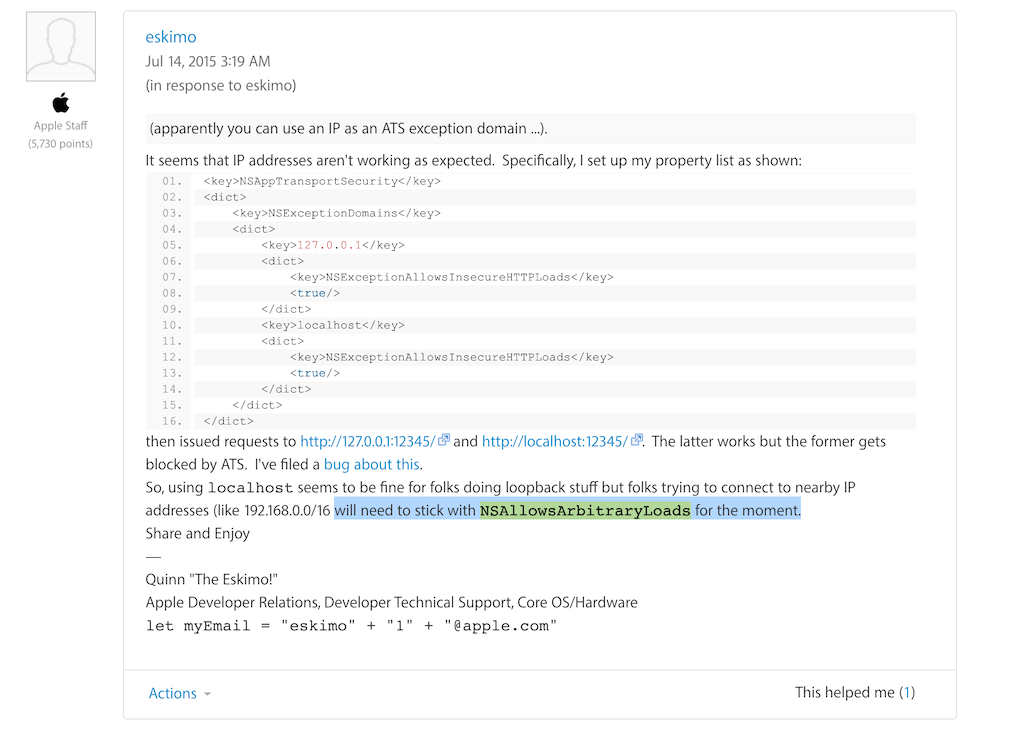 eskimo
Jul 14, 2015 3:19 AM
(in response to eskimo)
Apple Staff
(5,730 points)
(apparently you can use an IP as an ATS exception domain ...).
It seems that IP addresses aren't working as expected.  Specifically, I set up my property list as shown:
01. <key>NSAppTransportSecurity</key>
02. <dict>
03.     <key>NSExceptionDomains</key>
04.     <dict>
05.         <key>127.0.0.1</key>
06.         <dict>
07.             <key>NSExceptionAllowsInsecureHTTPLoads</key>
08.             <true/>
09.         </dict>
10.         <key>localhost</key>
11.         <dict>
12.             <key>NSExceptionAllowsInsecureHTTPLoads</key>
13.             <true/>
14.         </dict>
15.     </dict>
16. </dict>
then issued requests to http://127.0.0.1:12345/ and http://localhost:12345/.  The latter works but the former gets
blocked by ATS.  I've filed a bug about this.
So, using localhost seems to be fine for folks doing loopback stuff but folks trying to connect to nearby IP
addresses (like 192.168.0.0/16 will need to stick with NSAllowsArbitraryLoads for the moment.
Share and Enjoy
—
Quinn "The Eskimo!"
Apple Developer Relations, Developer Technical Support, Core OS/Hardware
let myEmail = "eskimo" + "1" + "@apple.com"
Actions
This helped me (1)